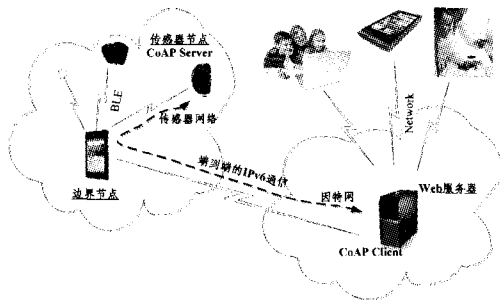 传感器节点
CoAP Server
BLE
传感器网络
Network
端到端的IPv6通信
边界节点
因特网
Web服务器
CoAP Client